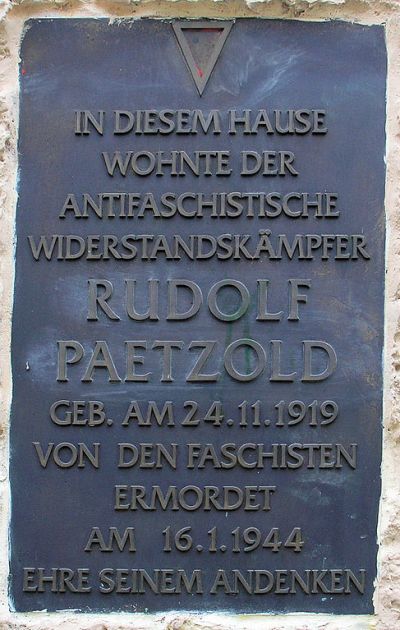 IN DIESEM HAUSE
WOHNTE DER
ANTIFASCHISTISCHE
WIDERSTANDSKÄMPFER
RUDOLF
PAETZOLD
GEB. AM 24.11.1919
VON DEN FASCHISTEN
ERMORDET
AM 16.1.1944
EHRE SEINEM ANDENKEN